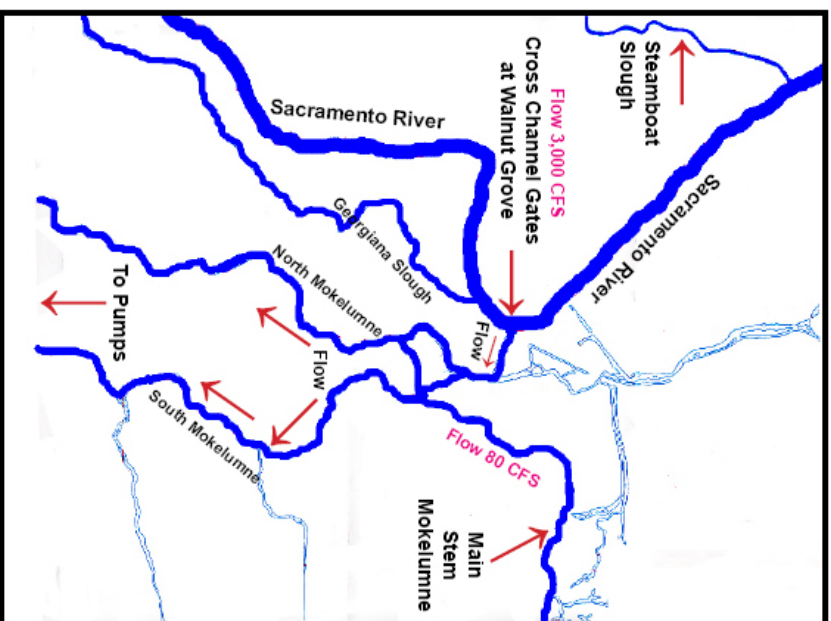 Steamboat
Slough
Flow 3,000 CFS
Cross Channel Gates
at Walnut Grove
Sacramento River
Sacramento River
Georgiana Slough
North Mokelumne
Flow
Flow
To Pumps
South Mokelumne
Flow 80 CFS
Main
Stem
Mokelumne